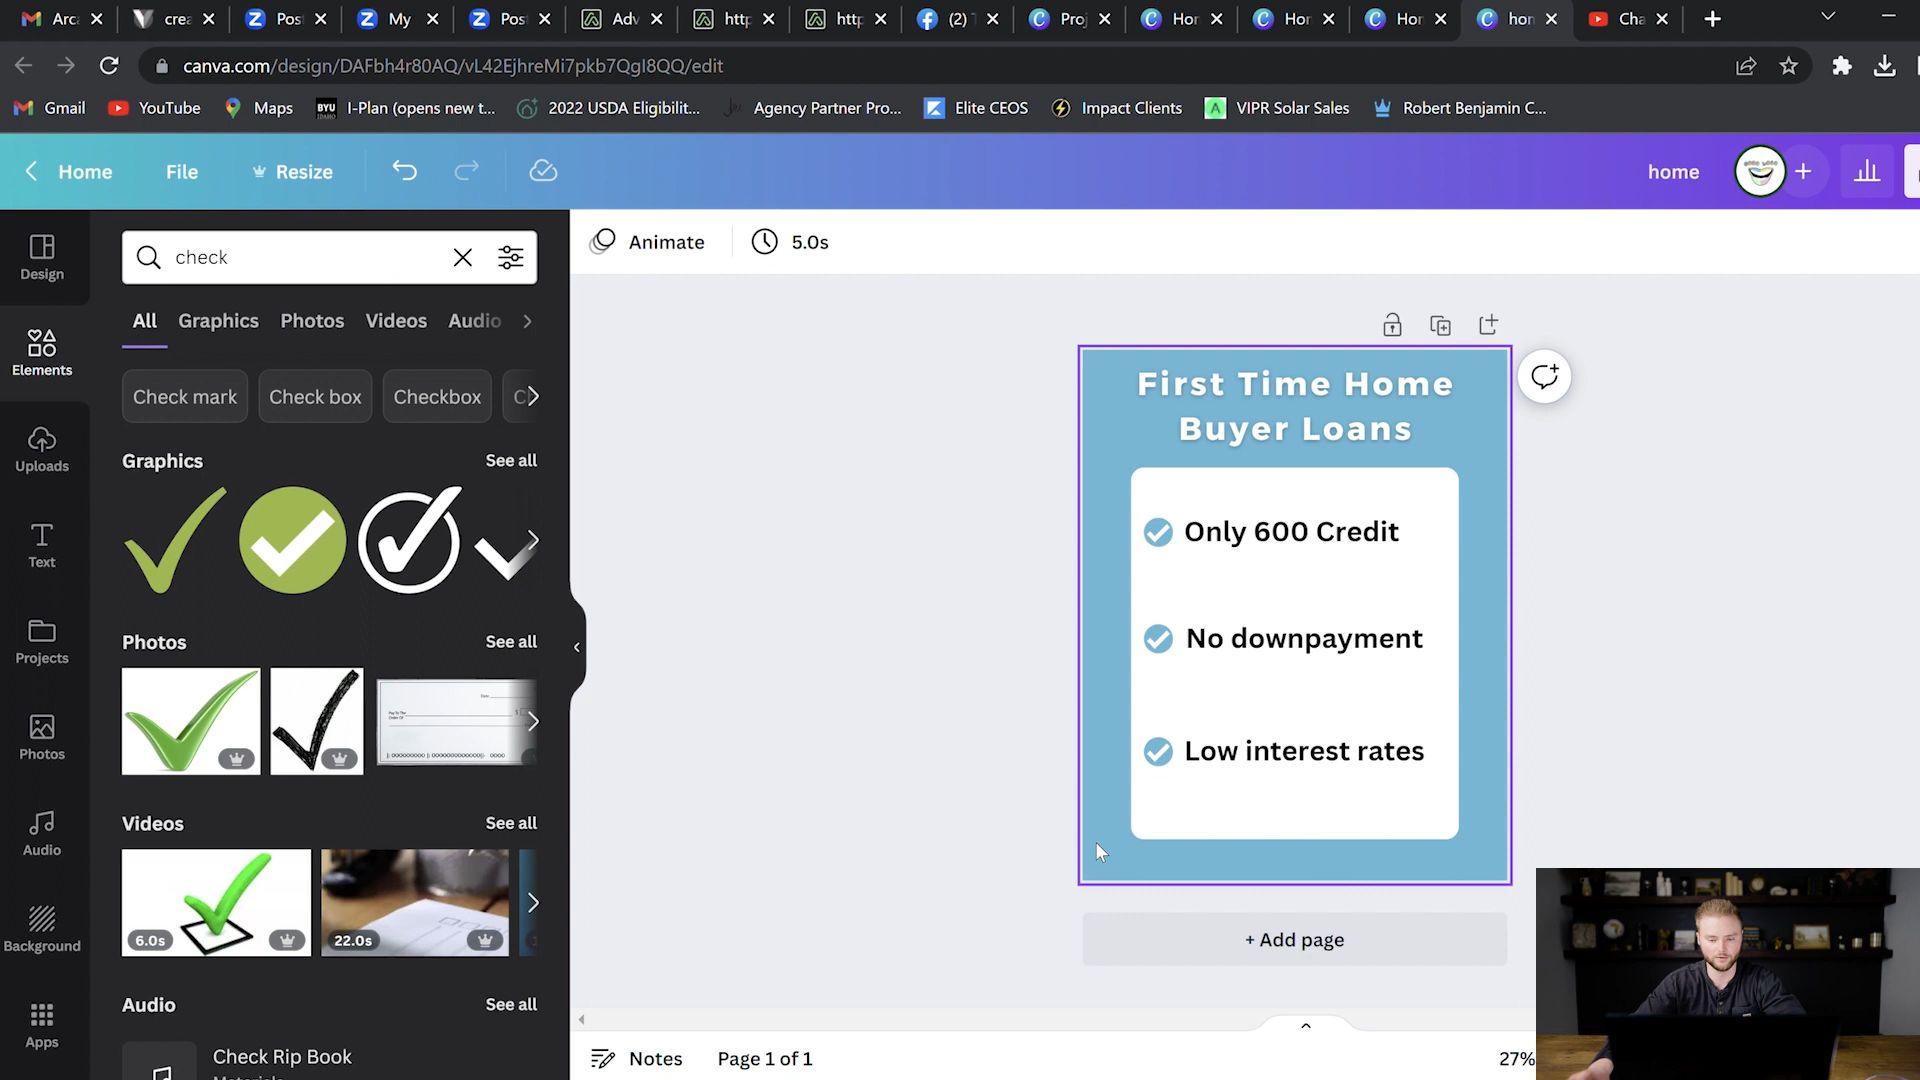 Arca
crea
Post
My
Post
Adv
http
http
(2) T
Proj
Hor
Hor
Hor
hon
Cha
canva.com/design/DAFbh4r80AQ/vL42EjhreMi7pkb7Qgl8QQ/edit
Gmail
YouTube
Maps
BYU
IDAHO
I-Plan (opens new t...
2022 USDA Eligibilit...
Agency Partner Pro...
Elite CEOS
Impact Clients
VIPR Solar Sales
Robert Benjamin C...
Home
File
Resize
home
Design
Elements
Uploads
Text
Projects
Photos
Audio
Background
Apps
check
All
Graphics
Photos
Videos
Audio
Check mark
Check box
Checkbox
Graphics
See all
Photos
See all
Videos
See all
6.0s
22.0s
Audio
See all
Check Rip Book
Animate
5.0s
First Time Home
Buyer Loans
Only 600 Credit
No downpayment
Low interest rates
+ Add page
Notes
Page 1 of 1
27%